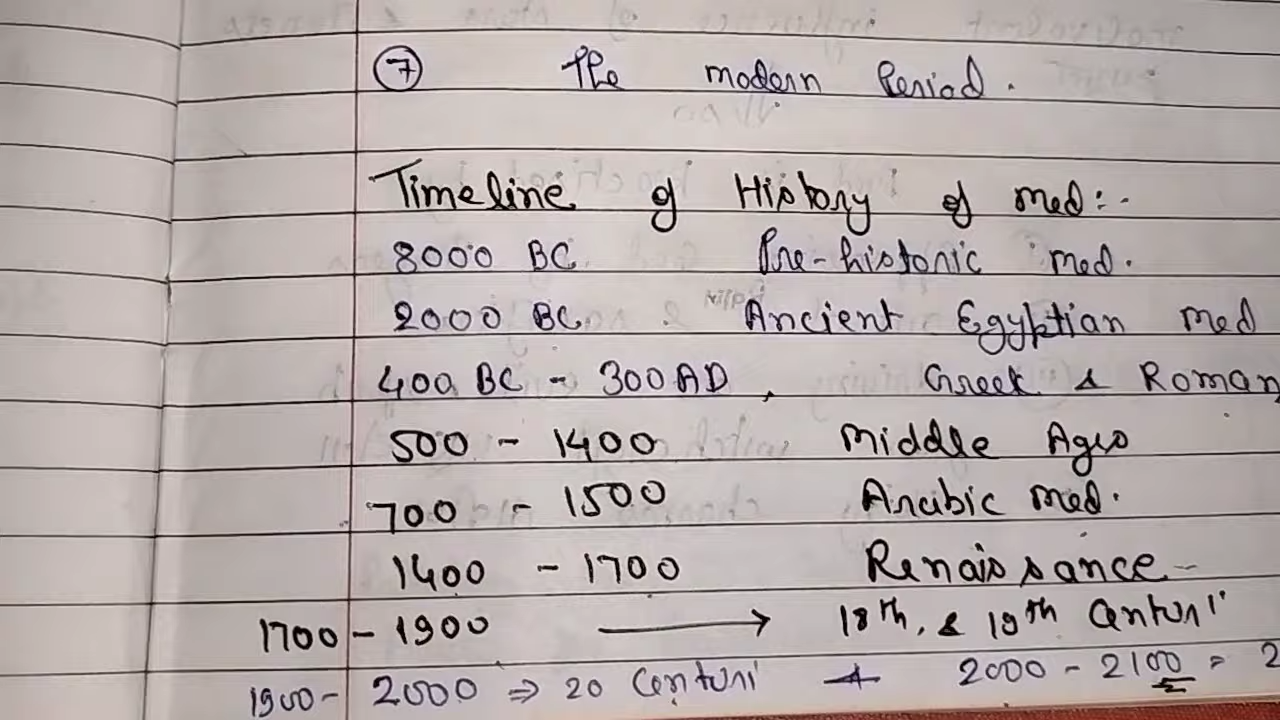 7 The modern Period.
Timeline of History of med:-
8000 BC Pre-historic med.
2000 BC Ancient Egyptian med
400 BC - 300 AD, Greek & Roman
500 - 1400 Middle Ages
700 - 1500 Arabic med.
1400 - 1700 Renaissance -
1700 - 1900 → 18th, & 19th Centuri
1900 - 2000 ⇒ 20 Centuri 2000 - 2100 = 2